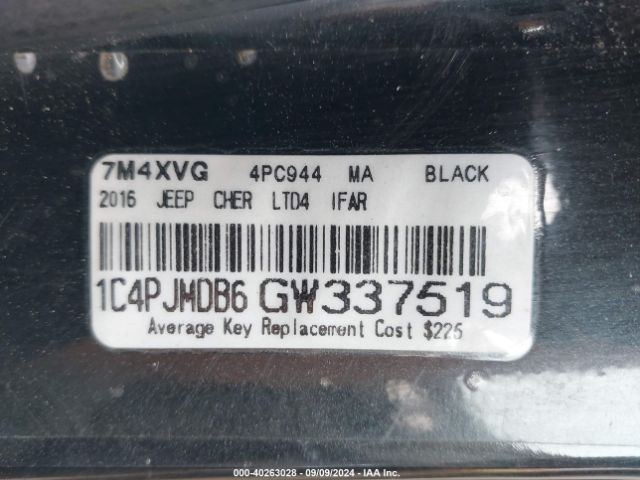 7M4XVG 4PC944 MA BLACK
2016 JEEP CHER LTD4 IFAR
1C4PJMDB6 GW337519
Average Key Replacement Cost $225
000-40263028 - 09/09/2024 - IAA Inc.